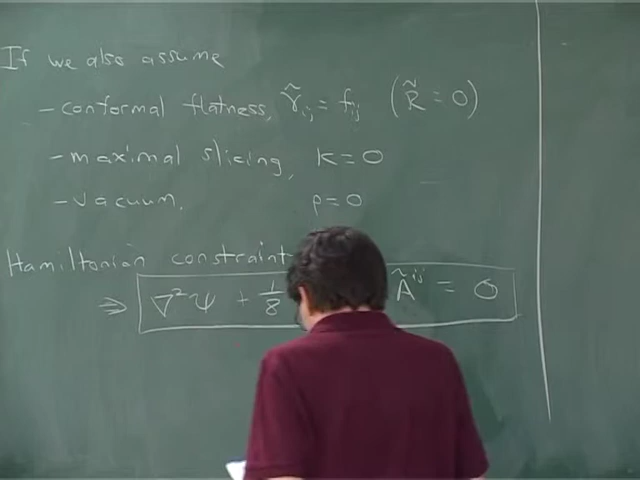 If we also assume
- conformal flatness, γ̃ᵢⱼ = fᵢⱼ (R̃ = 0)
- maximal slicing, K = 0
- vacuum. ρ = 0
Hamiltonian constraint
⇒ ∇²ψ + 1/8 Ã^ij = 0